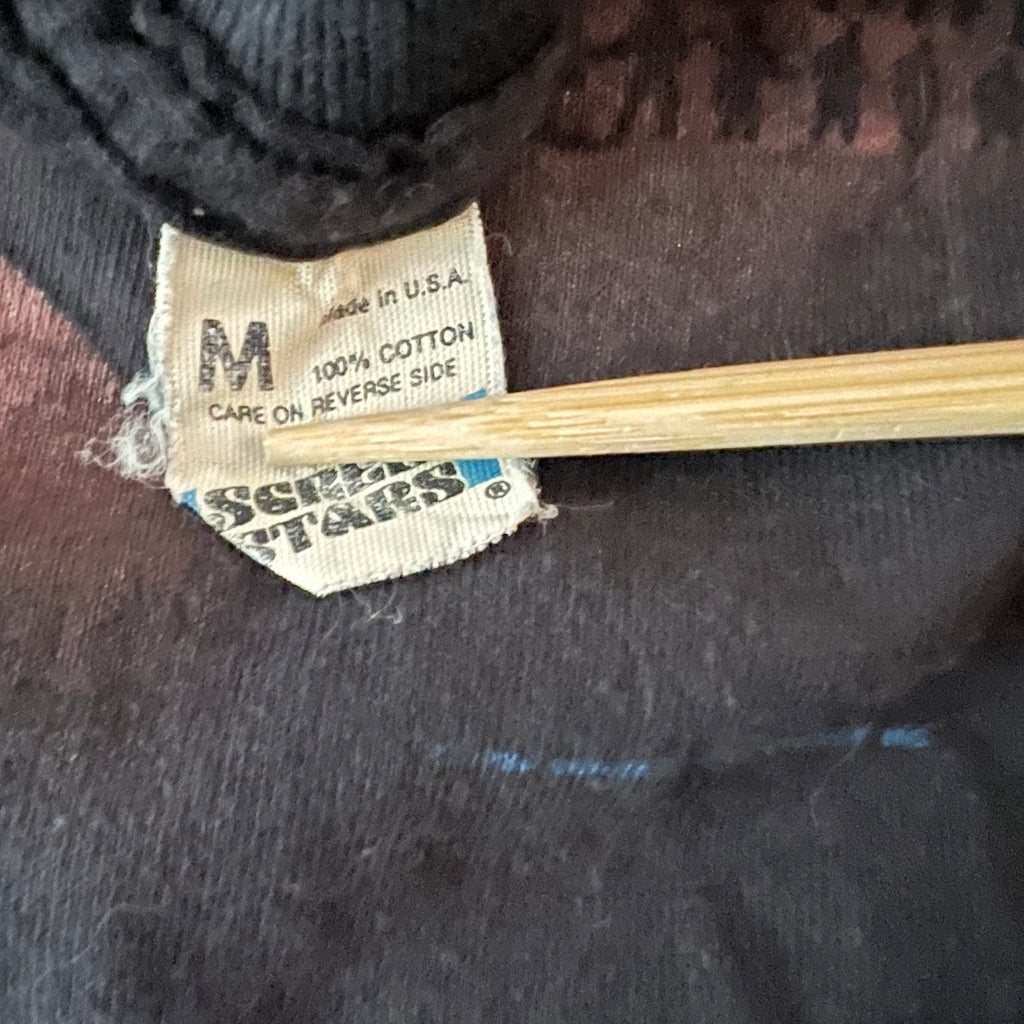 Made in U.S.A.
M
100% COTTON
CARE ON REVERSE SIDE
SCREEN
STARS®